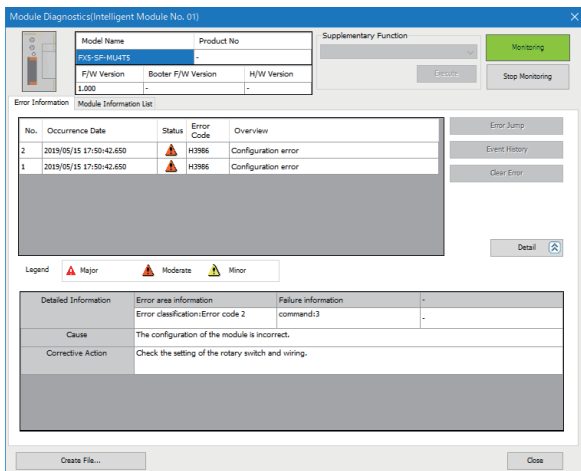 Module Diagnostics(Intelligent Module No. 01)
Model Name Product No
FX5-SF-MU4T5 -
F/W Version Booter F/W Version H/W Version
1.000 - -
Supplementary Function
Execute
Monitoring
Stop Monitoring
Error Information Module Information List
No. Occurrence Date Status Error Code Overview
2 2019/05/15 17:50:42.650 H3986 Configuration error
1 2019/05/15 17:50:42.650 H3986 Configuration error
Error Jump
Event History
Clear Error
Detail
Legend Major Moderate Minor
Detailed Information Error area information Failure information -
Error classification:Error code 2 command:3 -
Cause The configuration of the module is incorrect.
Corrective Action Check the setting of the rotary switch and wiring.
Create File... Close